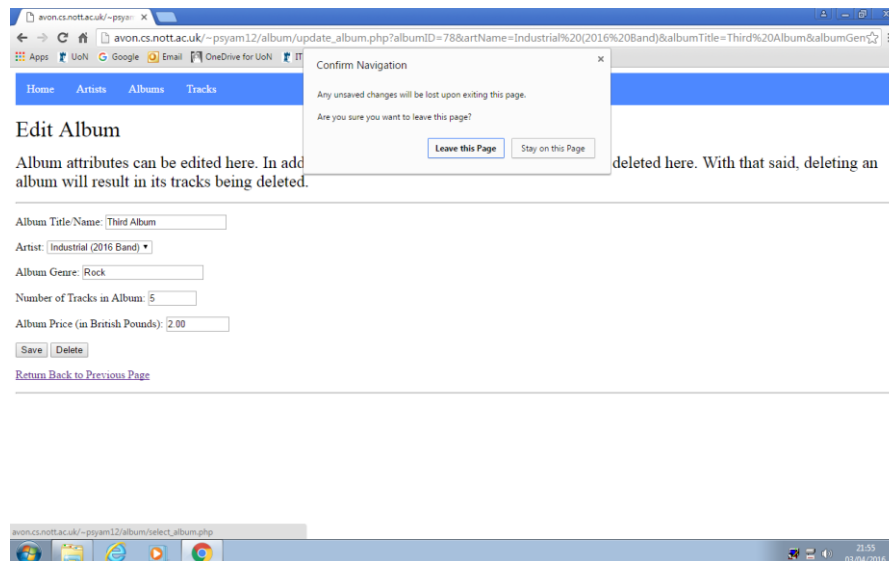 avon.cs.nott.ac.uk/~psyam
avon.cs.nott.ac.uk/~psyam12/album/update_album.php?albumID=78&artName=Industrial%20(2016%20Band)&albumTitle=Third%20Album&albumGen
Apps UoN Google Email OneDrive for UoN IT
Confirm Navigation
Any unsaved changes will be lost upon exiting this page.
Are you sure you want to leave this page?
Leave this Page Stay on this Page
Home Artists Albums Tracks
Edit Album
Album attributes can be edited here. In add deleted here. With that said, deleting an
album will result in its tracks being deleted.
Album Title/Name: Third Album
Artist: Industrial (2016 Band)
Album Genre: Rock
Number of Tracks in Album: 5
Album Price (in British Pounds): 2.00
Save Delete
Return Back to Previous Page
avon.cs.nott.ac.uk/~psyam12/album/select_album.php
21:55
03/04/2016